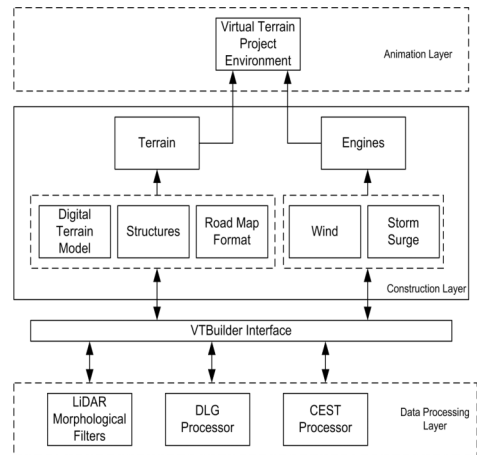 Virtual Terrain
Project
Environment
Animation Layer
Terrain
Engines
Digital
Terrain
Model
Structures
Road Map
Format
Wind
Storm
Surge
Construction Layer
VTBuilder Interface
LiDAR
Morphological
Filters
DLG
Processor
CEST
Processor
Data Processing
Layer